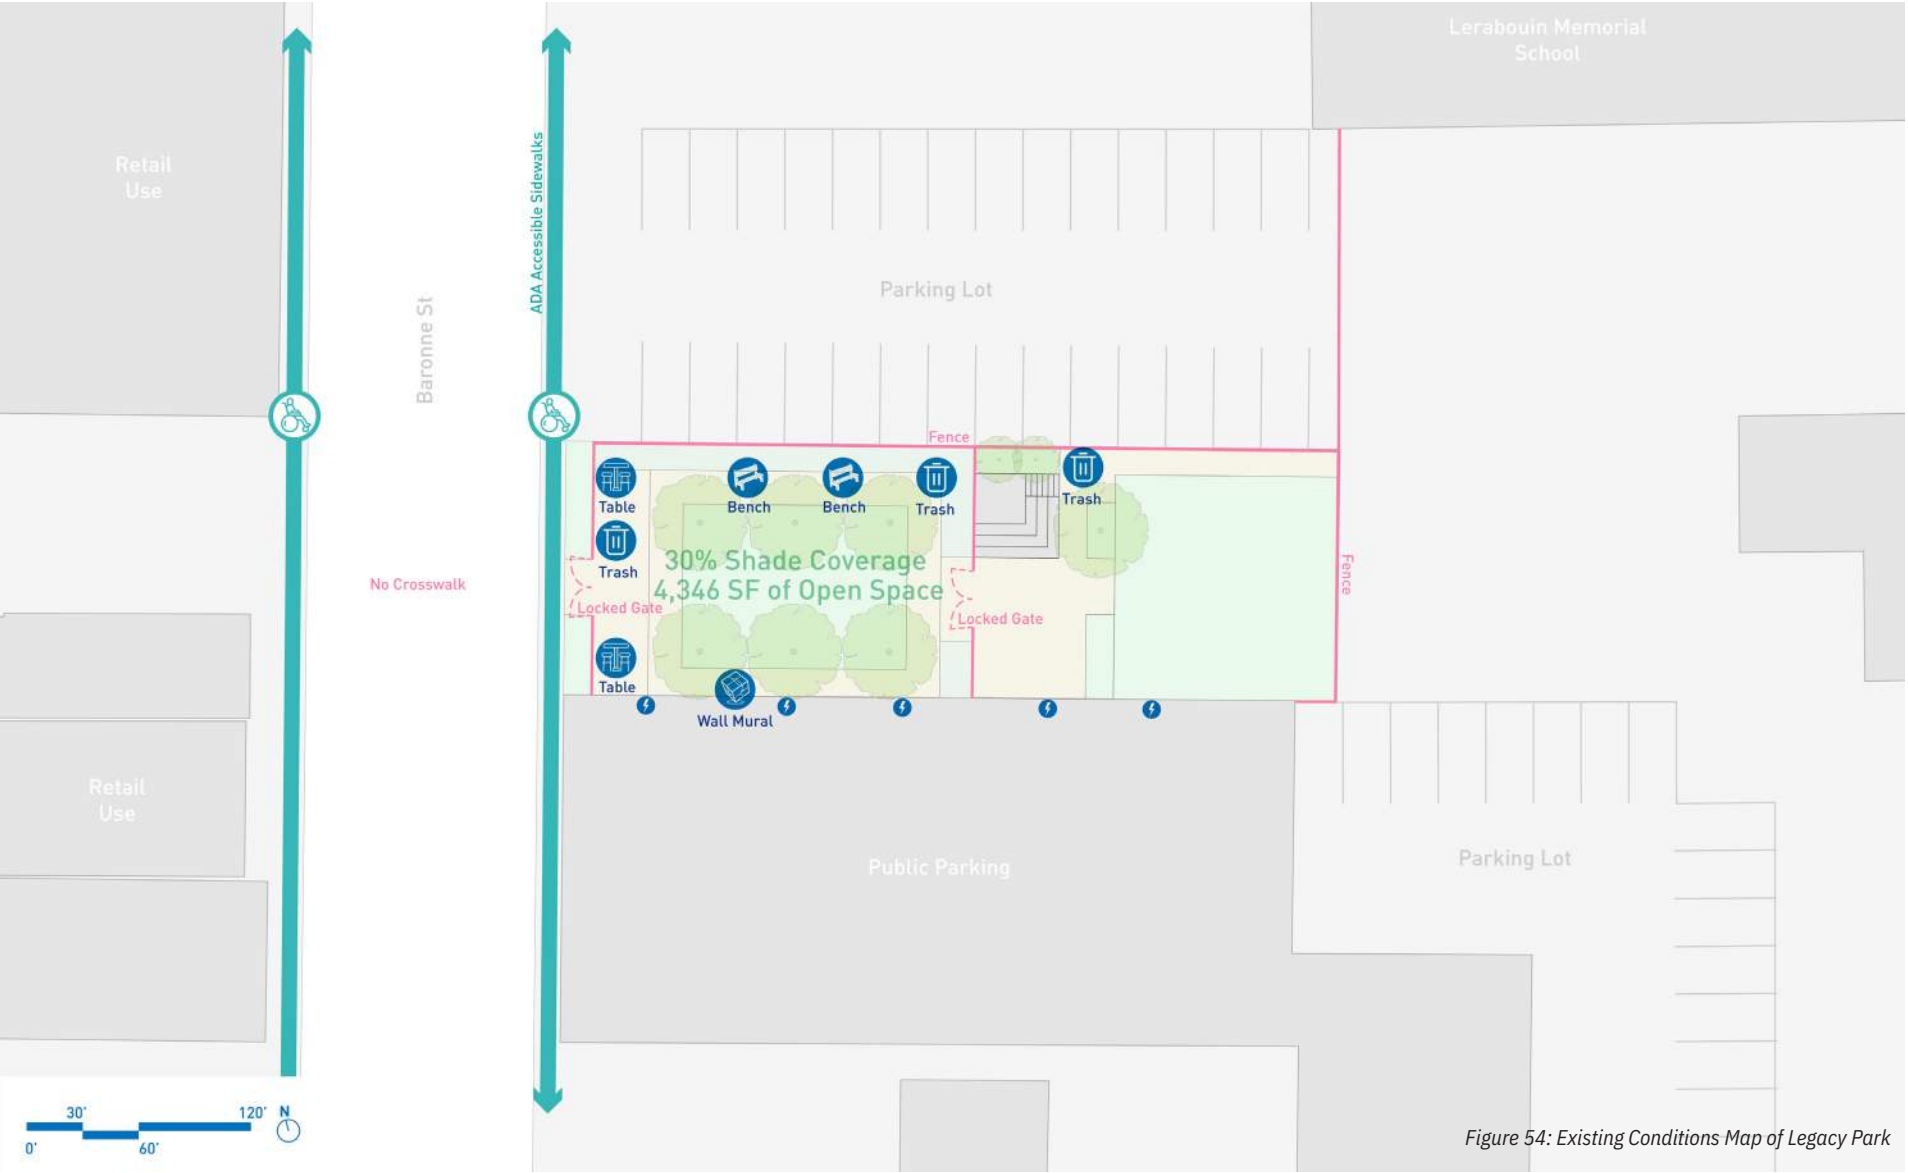 Lerabouin Memorial
School
Retail
Use
ADA Accessible Sidewalks
Baronne St
Parking Lot
Fence
Table
Bench
Bench
Trash
Trash
Trash
30% Shade Coverage
4,346 SF of Open Space
No Crosswalk
Locked Gate
Locked Gate
Fence
Table
Wall Mural
Retail
Use
Public Parking
Parking Lot
30'
120'
N
0'
60'
Figure 54: Existing Conditions Map of Legacy Park